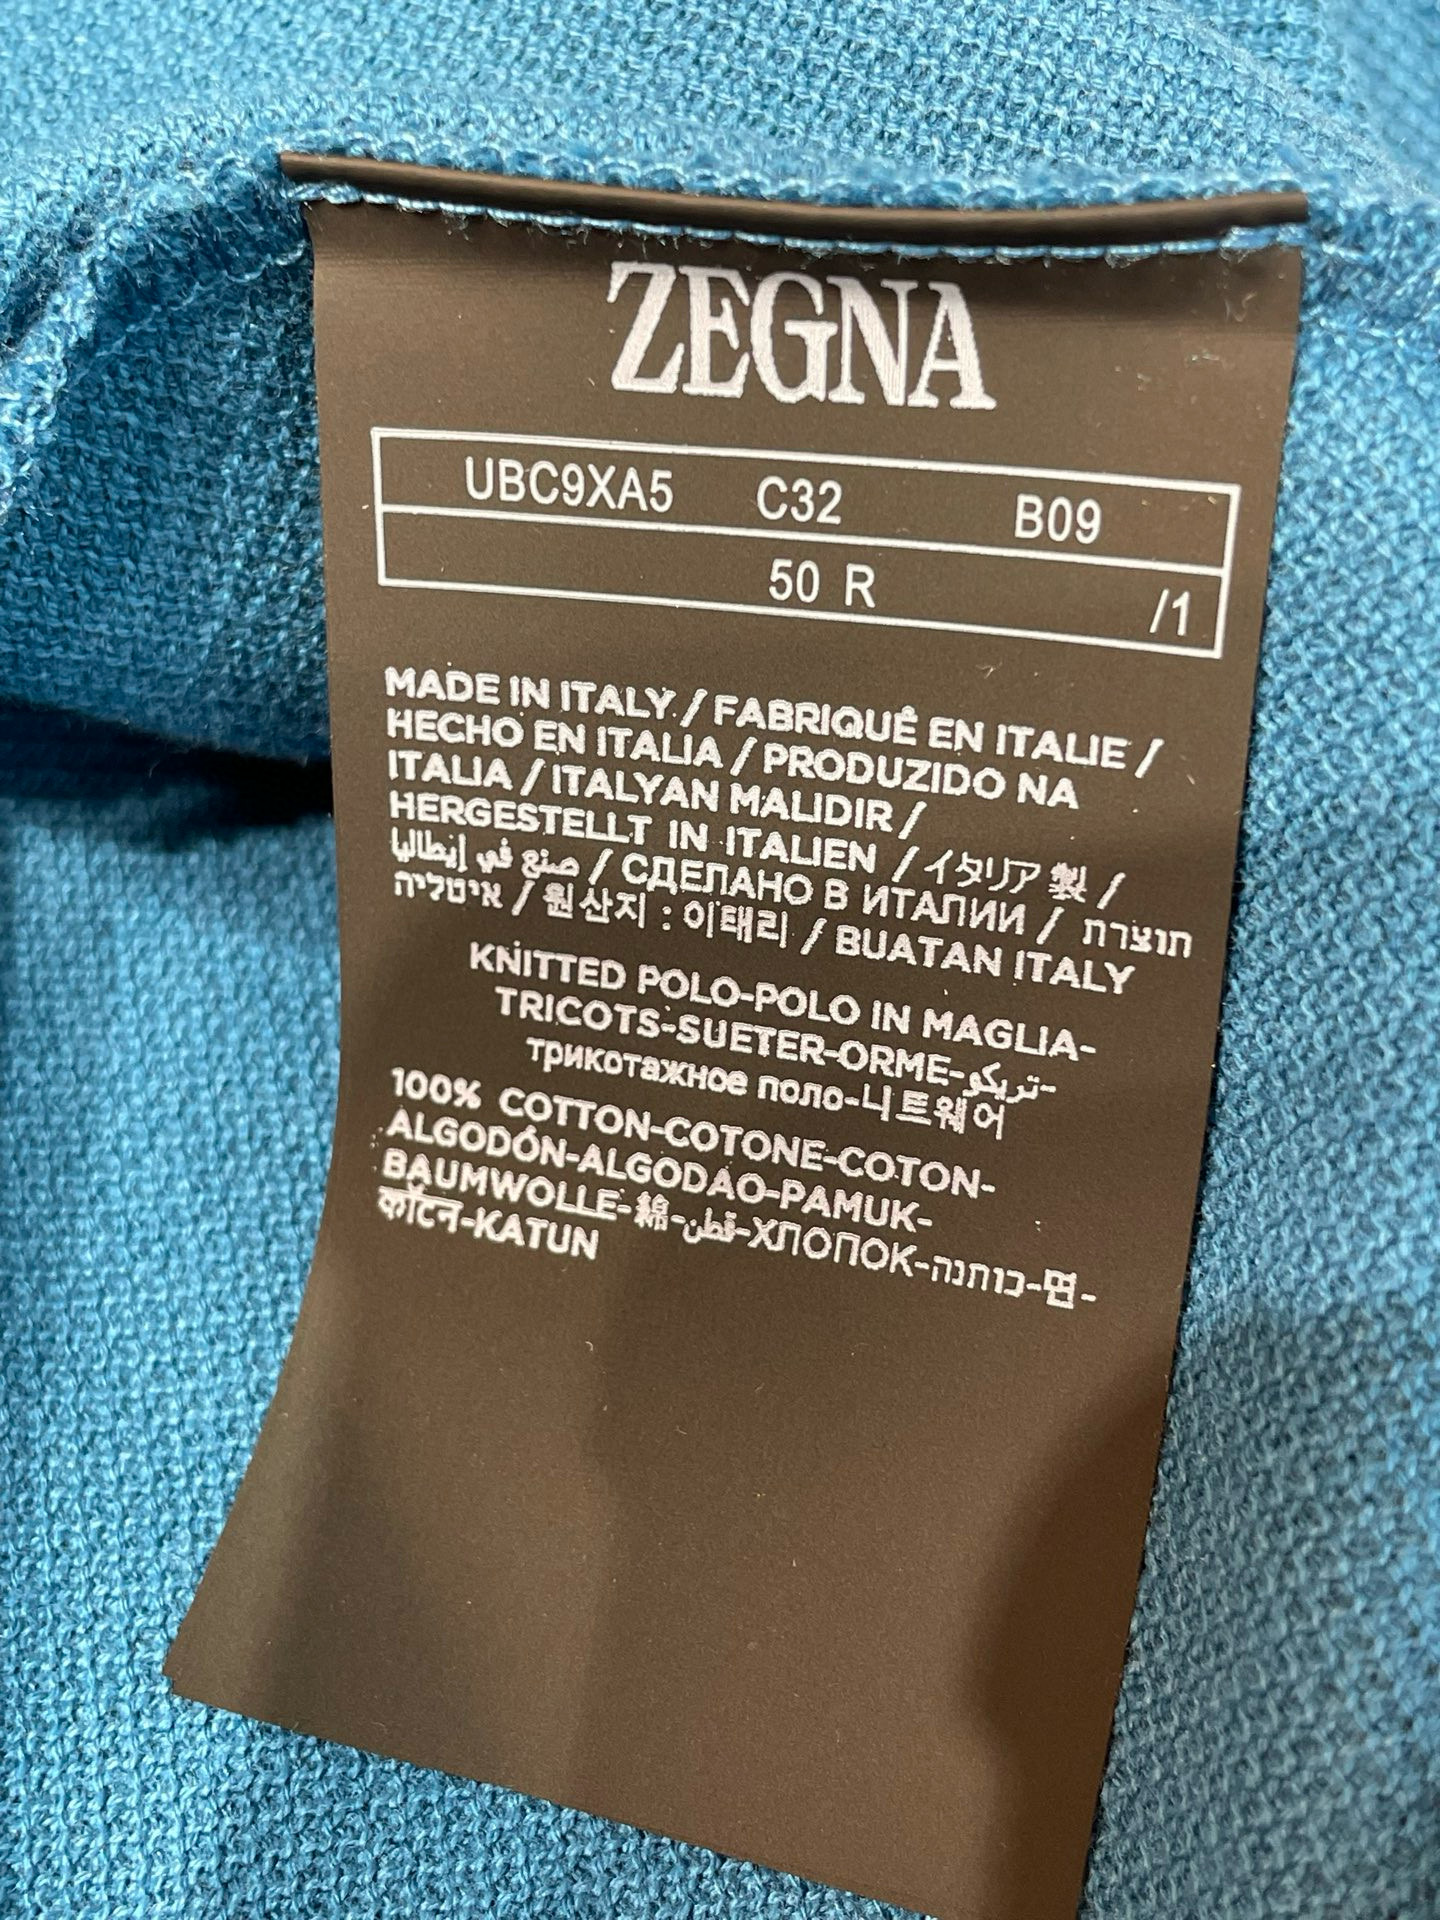 ZEGNA
UBC9XA5 C32 B09
50 R /1
MADE IN ITALY / FABRIQUÊ EN ITALIE /
HECHO EN ITALIA / PRODUZIDO NA
ITALIA / ITALYAN MALIDIR /
HERGESTELLT IN ITALIEN / イタリア 製 /
صنع في إيطاليا / СДЕЛАНО В ИТАЛИИ / תוצרת
איטליה / 원산지 : 이태리 / BUATAN ITALY
KNITTED POLO-POLO IN MAGLIA-
TRICOTS-SUETER-ORME-تريكو-
трикотажное поло-니트웨어
100% COTTON-COTONE-COTON-
ALGODÓN-ALGODAO-PAMUK-
BAUMWOLLE-綿-قطن-ХЛОПОК-כותנה-면-
कॉटन-KATUN